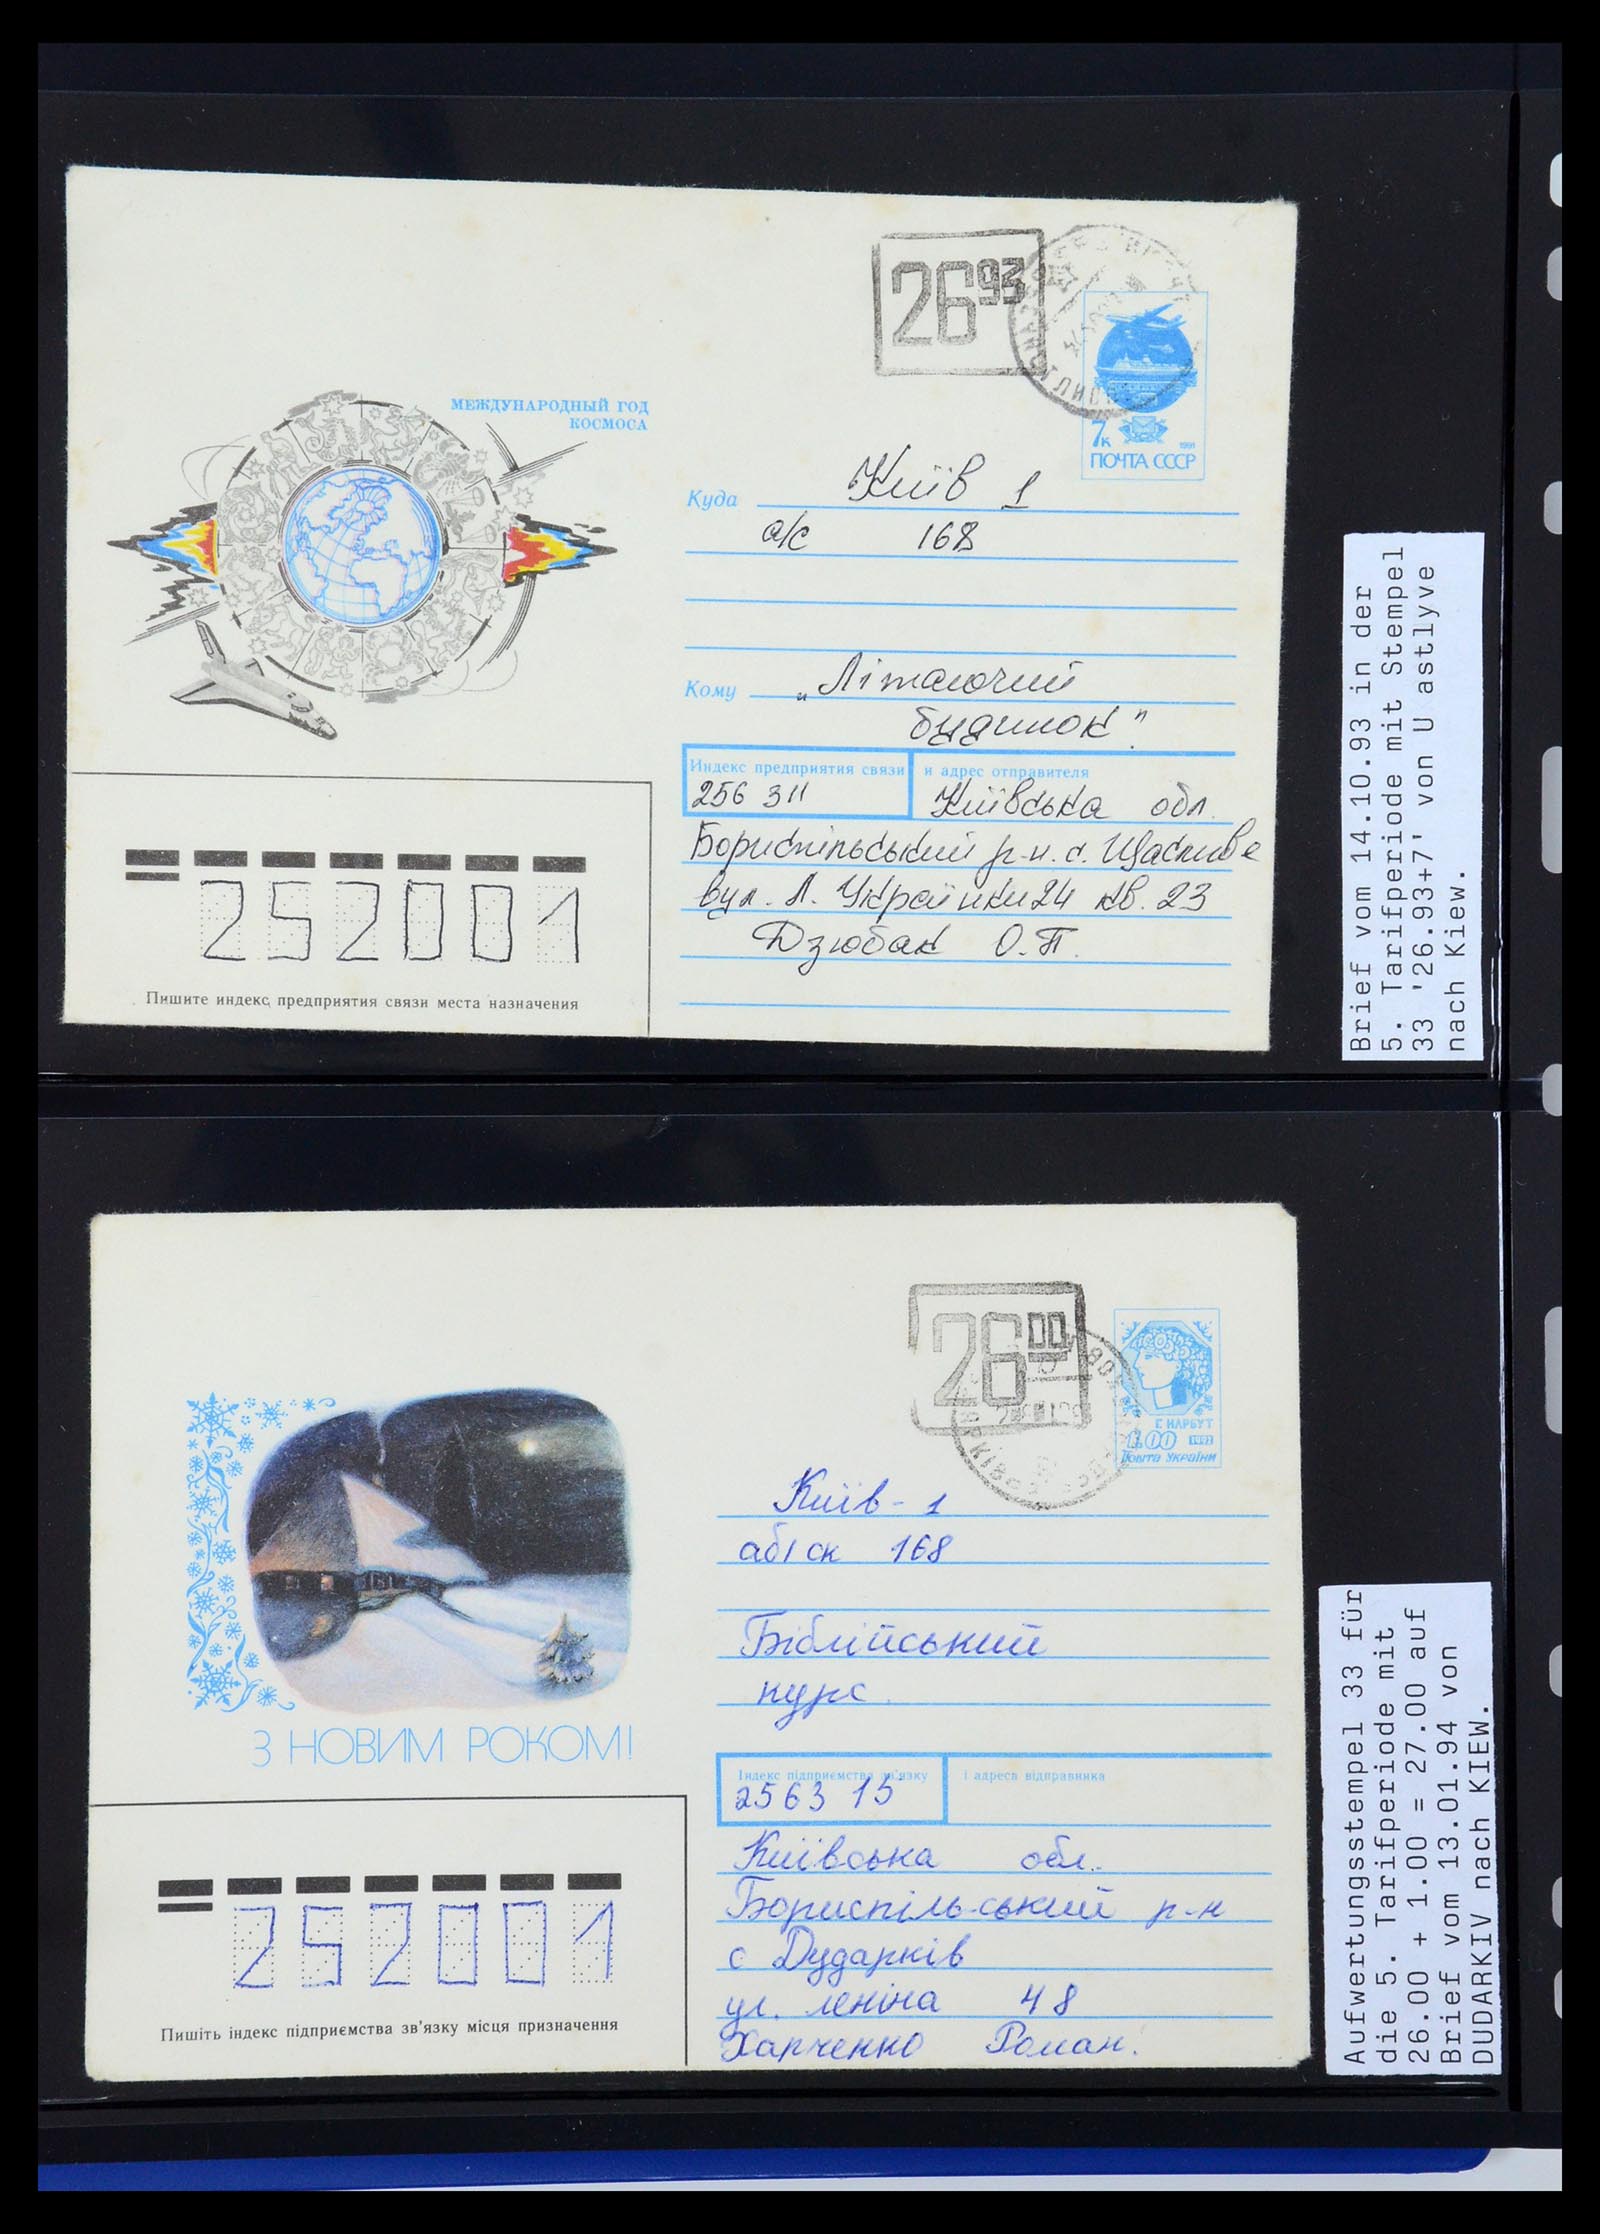 26 93
МЕЖДУНАРОДНЫЙ ГОД
КОСМОСА
7к 1991
ПОЧТА СССР
Куда Київ 1
а/с 168
Кому „Літаючий
будинок"
Индекс предприятия связи и адрес отправителя
256 311 Київська обл.
Бориспільський р-н. с. Щасливе
вул. Л. Українки 24 кв. 23
Дзюбак О.П.
252001
Пишите индекс предприятия связи места назначения
Brief vom 14.10.93 in der
5. Tarifperiode mit Stempel
33 '26.93+7' von U astlyve
nach Kiew.
26 00
Г. НАРБУТ
1.00 1992
Пошта України
Київ - 1
аб/ск 168
Біблійський
курс
З НОВИМ РОКОМ!
Індекс підприємства зв'язку і адреса відправника
2563 15
Київська обл.
Бориспіль-ський р-н
с Дударків
ул. леніна 48
Харченко Роман.
252001
Пишіть індекс підприємства зв'язку місця призначення
Aufwertungsstempel 33 für
die 5. Tarifperiode mit
26.00 + 1.00 = 27.00 auf
Brief vom 13.01.94 von
DUDARKIV nach KIEW.